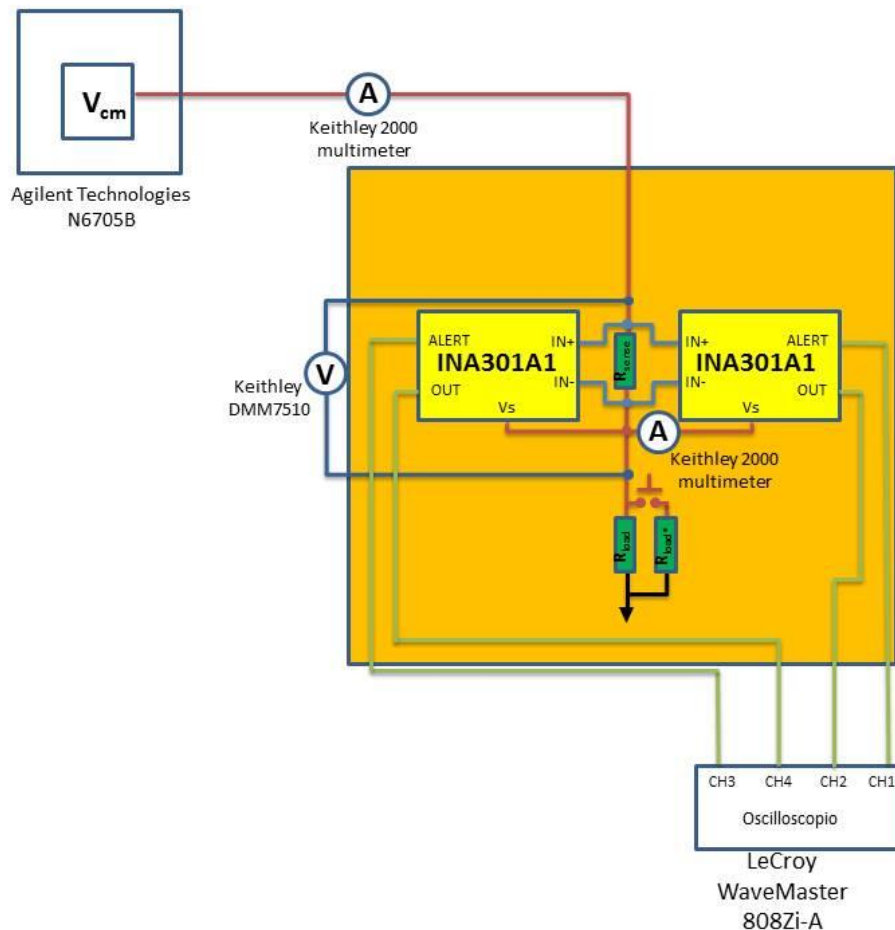 Vcm
A
Keithley 2000
multimeter
Agilent Technologies
N6705B
ALERT
IN+
INA301A1
IN-
OUT
Vs
Rsense
IN+
ALERT
INA301A1
IN-
OUT
Vs
V
Keithley
DMM7510
A
Keithley 2000
multimeter
Rload
Rload*
CH3
CH4
CH2
CH1
Oscilloscopio
LeCroy
WaveMaster
808Zi-A